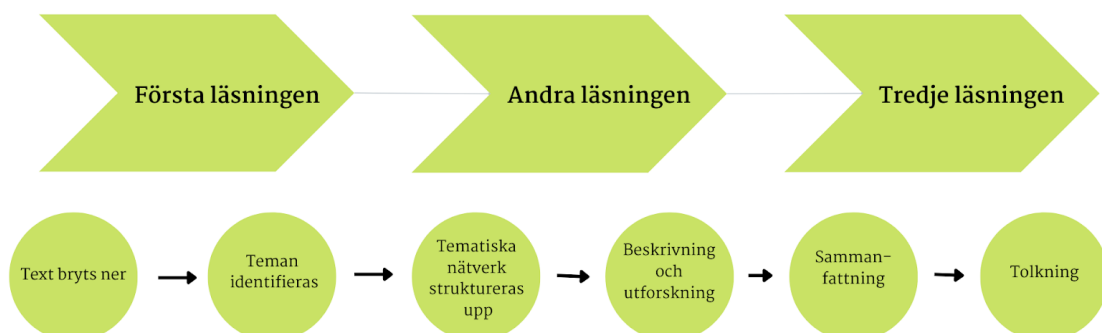 Första läsningen
Andra läsningen
Tredje läsningen
Text bryts ner
Teman
identifieras
Tematiska
nätverk
struktureras
upp
Beskrivning
och
utforskning
Samman-
fattning
Tolkning